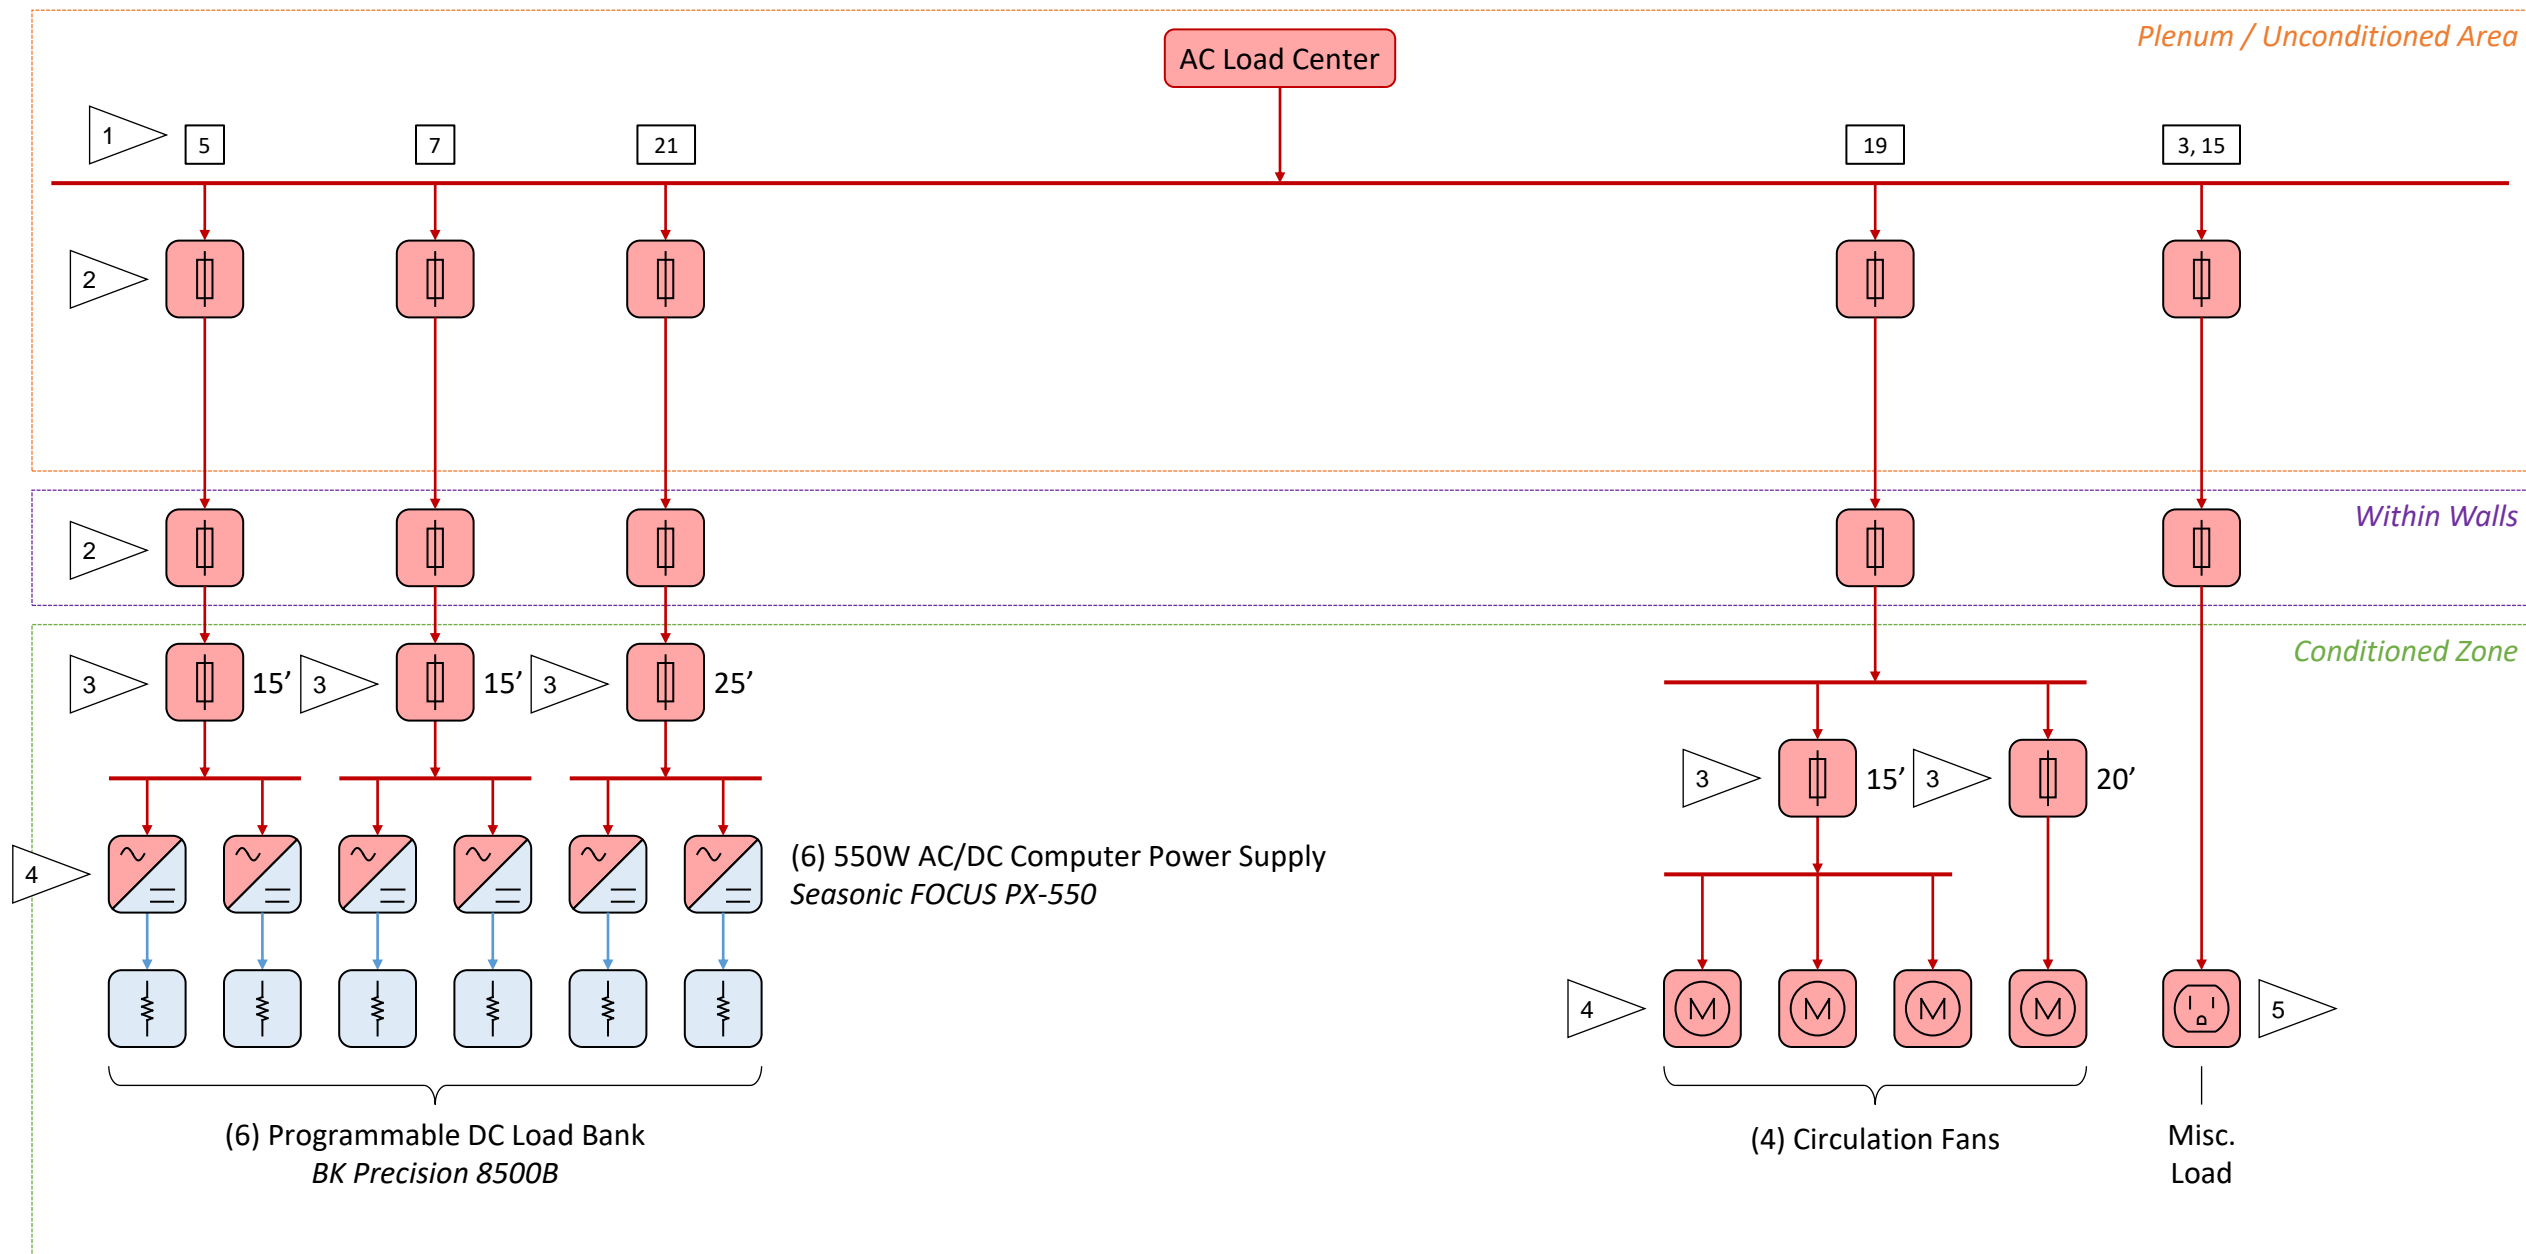 Plenum / Unconditioned Area
AC Load Center
1
5
7
21
19
3, 15
2
2
Within Walls
Conditioned Zone
3
15’
3
15’
3
25’
3
15’
3
20’
4
(6) 550W AC/DC Computer Power Supply
Seasonic FOCUS PX-550
4
M
M
M
M
5
(6) Programmable DC Load Bank
BK Precision 8500B
(4) Circulation Fans
Misc.
Load